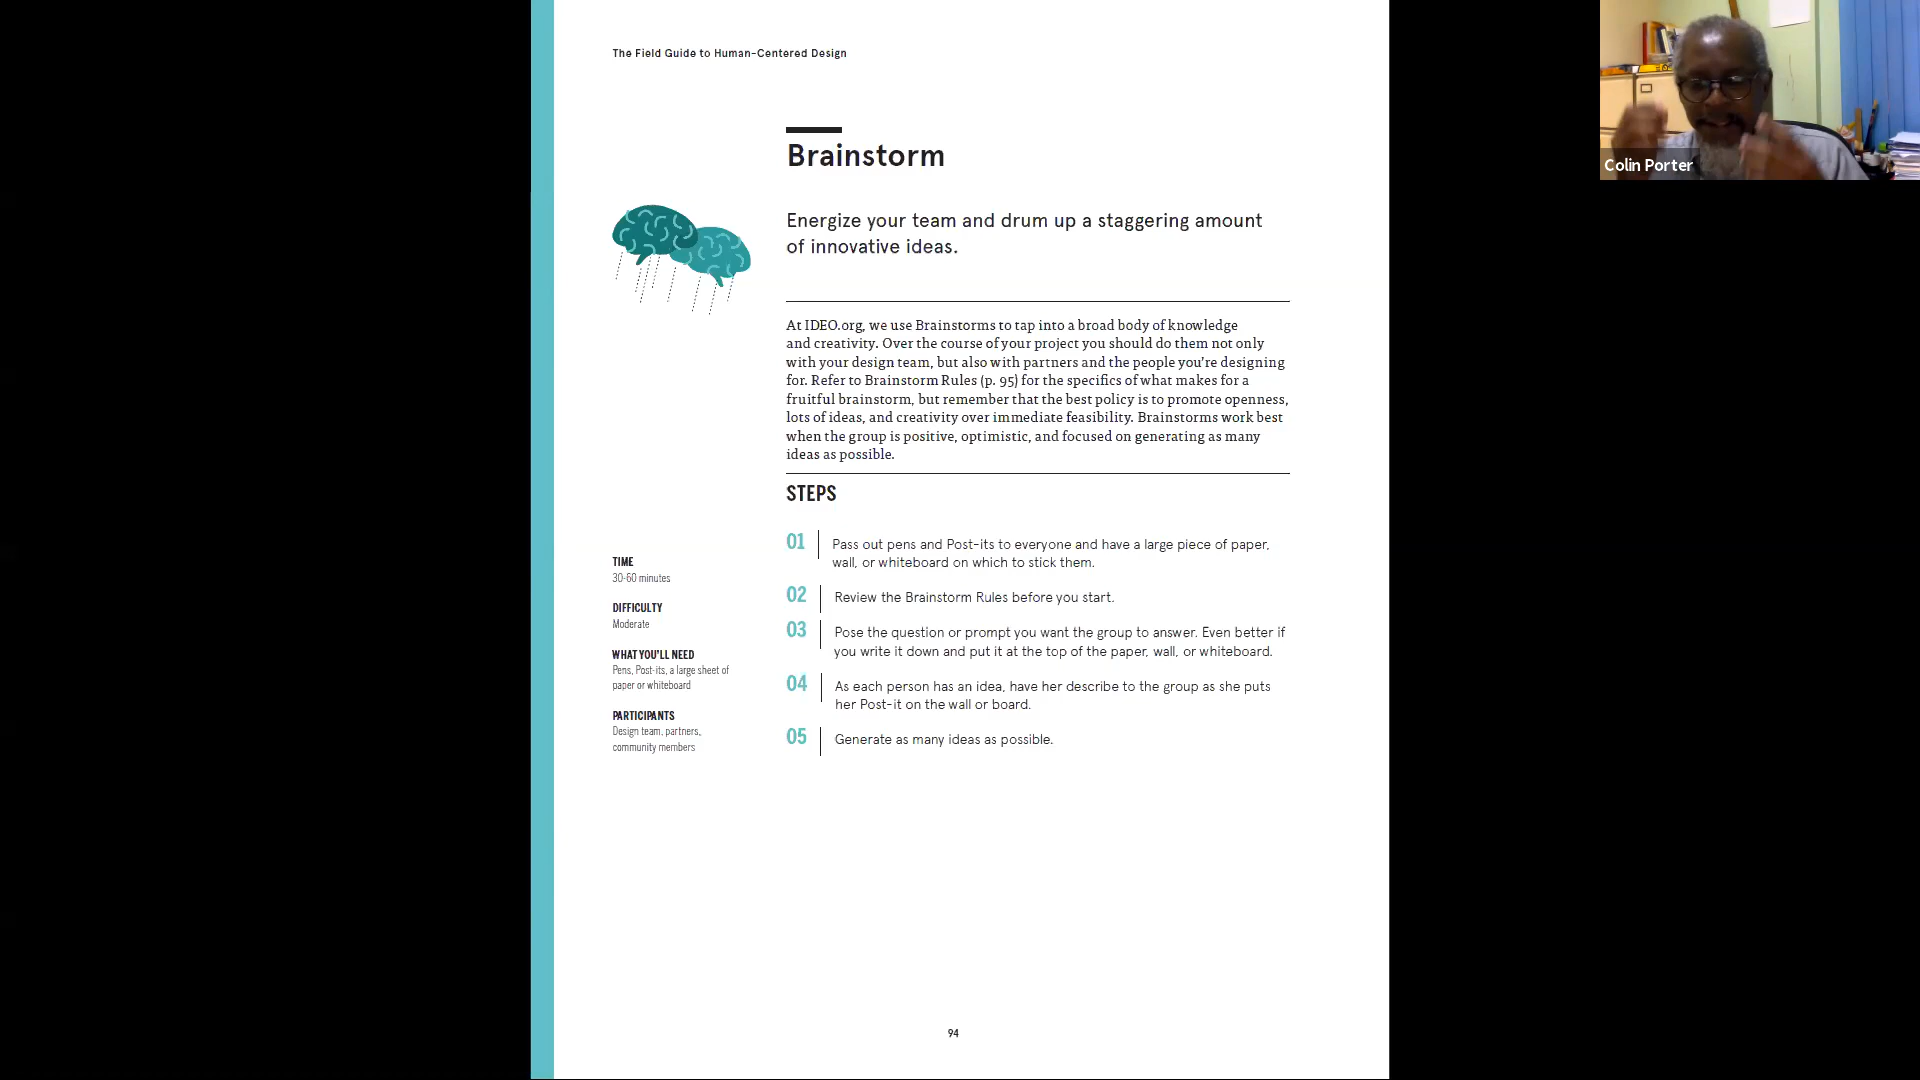 The Field Guide to Human-Centered Design
Brainstorm
Energize your team and drum up a staggering amount
of innovative ideas.
At IDEO.org, we use Brainstorms to tap into a broad body of knowledge
and creativity. Over the course of your project you should do them not only
with your design team, but also with partners and the people you’re designing
for. Refer to Brainstorm Rules (p. 95) for the specifics of what makes for a
fruitful brainstorm, but remember that the best policy is to promote openness,
lots of ideas, and creativity over immediate feasibility. Brainstorms work best
when the group is positive, optimistic, and focused on generating as many
ideas as possible.
STEPS
01 Pass out pens and Post-its to everyone and have a large piece of paper,
wall, or whiteboard on which to stick them.
02 Review the Brainstorm Rules before you start.
03 Pose the question or prompt you want the group to answer. Even better if
you write it down and put it at the top of the paper, wall, or whiteboard.
04 As each person has an idea, have her describe to the group as she puts
her Post-it on the wall or board.
05 Generate as many ideas as possible.
TIME
30-60 minutes
DIFFICULTY
Moderate
WHAT YOU’LL NEED
Pens, Post-its, a large sheet of
paper or whiteboard
PARTICIPANTS
Design team, partners,
community members
94
Colin Porter